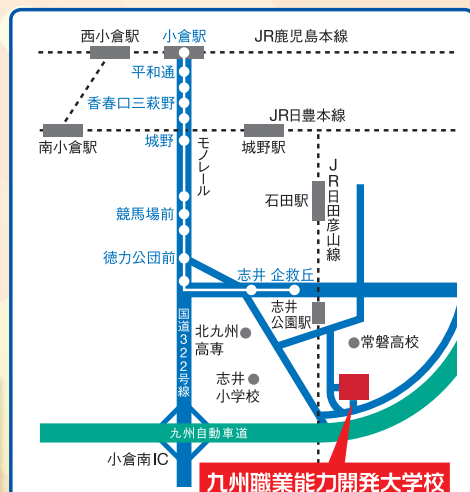 西小倉駅
小倉駅
JR鹿児島本線
平和通
香春口三萩野
JR日豊本線
南小倉駅
城野
城野駅
モノレール
JR日田彦山線
石田駅
競馬場前
徳力公団前
志井
企救丘
志井
公園駅
国道322号線
北九州
高専
常磐高校
志井
小学校
九州自動車道
小倉南IC
九州職業能力開発大学校